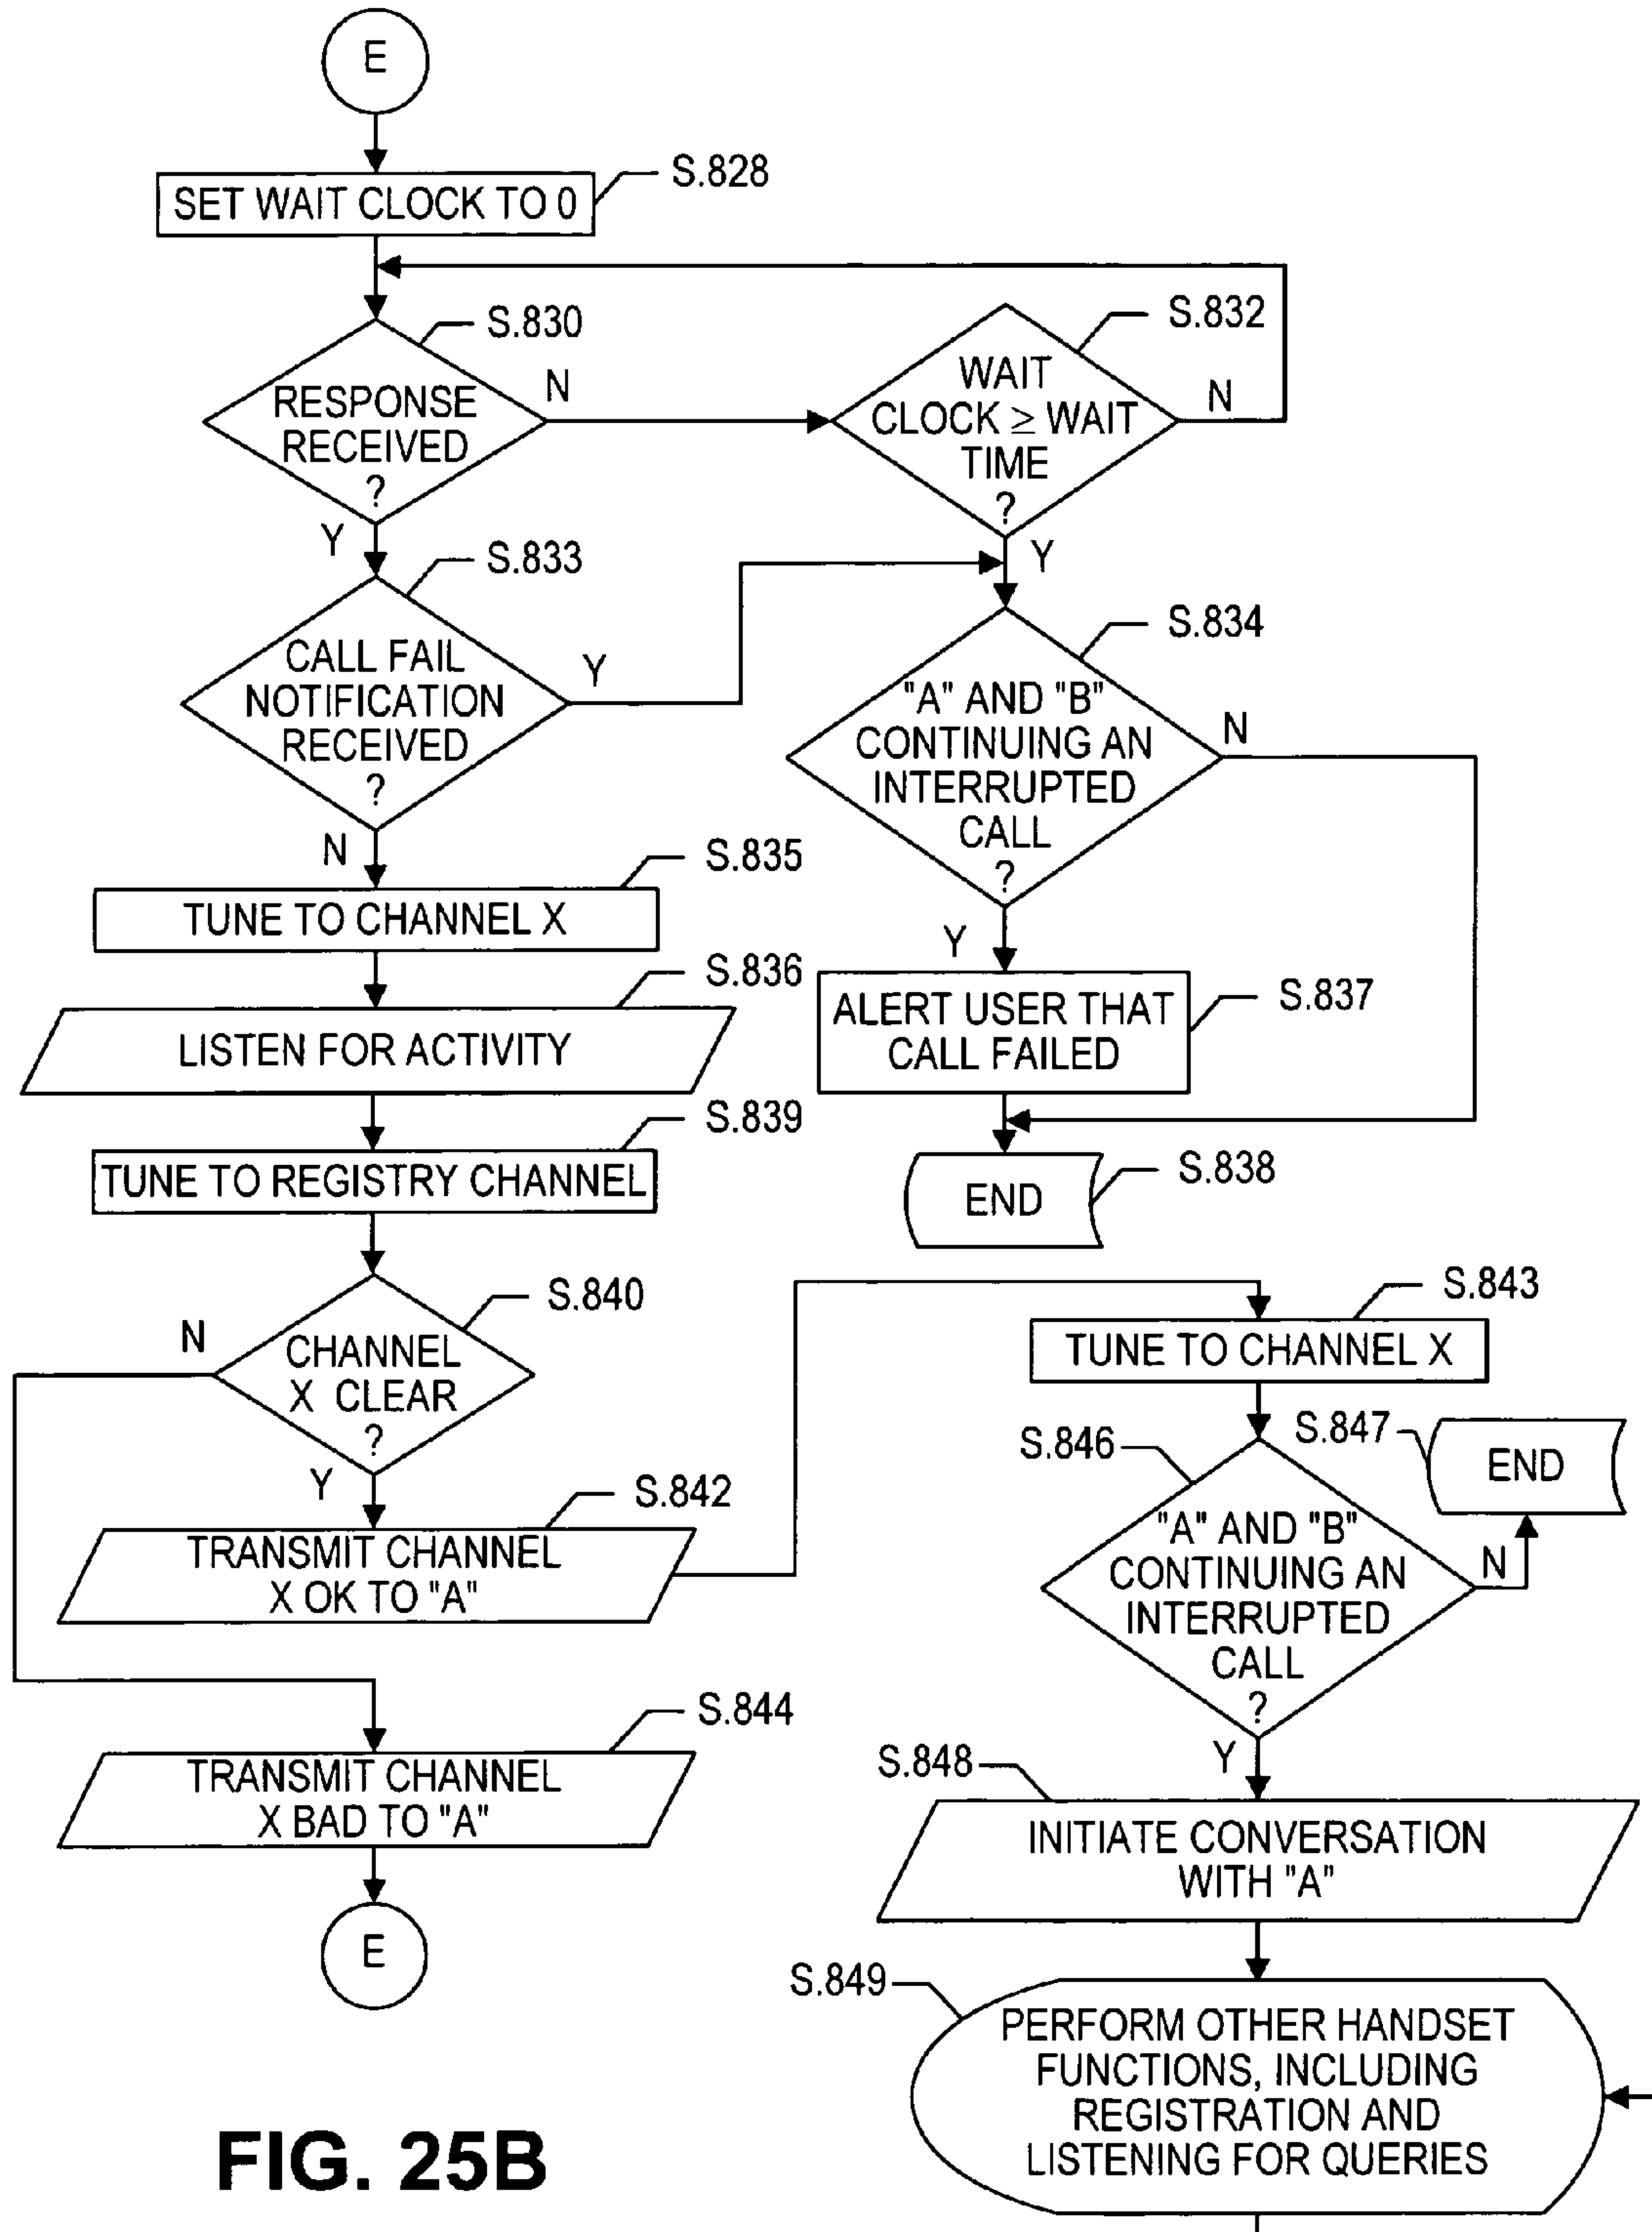 E
SET WAIT CLOCK TO 0
S.828
S.830
RESPONSE
RECEIVED
?
N
Y
S.832
WAIT
CLOCK ≥ WAIT
TIME
?
N
Y
S.833
CALL FAIL
NOTIFICATION
RECEIVED
?
Y
N
S.834
"A" AND "B"
CONTINUING AN
INTERRUPTED
CALL
?
N
Y
S.835
TUNE TO CHANNEL X
S.836
LISTEN FOR ACTIVITY
ALERT USER THAT
CALL FAILED
S.837
S.839
TUNE TO REGISTRY CHANNEL
END
S.838
S.840
CHANNEL
X CLEAR
?
N
Y
S.842
TRANSMIT CHANNEL
X OK TO "A"
S.843
TUNE TO CHANNEL X
S.846
"A" AND "B"
CONTINUING AN
INTERRUPTED
CALL
?
N
Y
S.847
END
S.844
TRANSMIT CHANNEL
X BAD TO "A"
E
S.848
INITIATE CONVERSATION
WITH "A"
S.849
PERFORM OTHER HANDSET
FUNCTIONS, INCLUDING
REGISTRATION AND
LISTENING FOR QUERIES
FIG. 25B